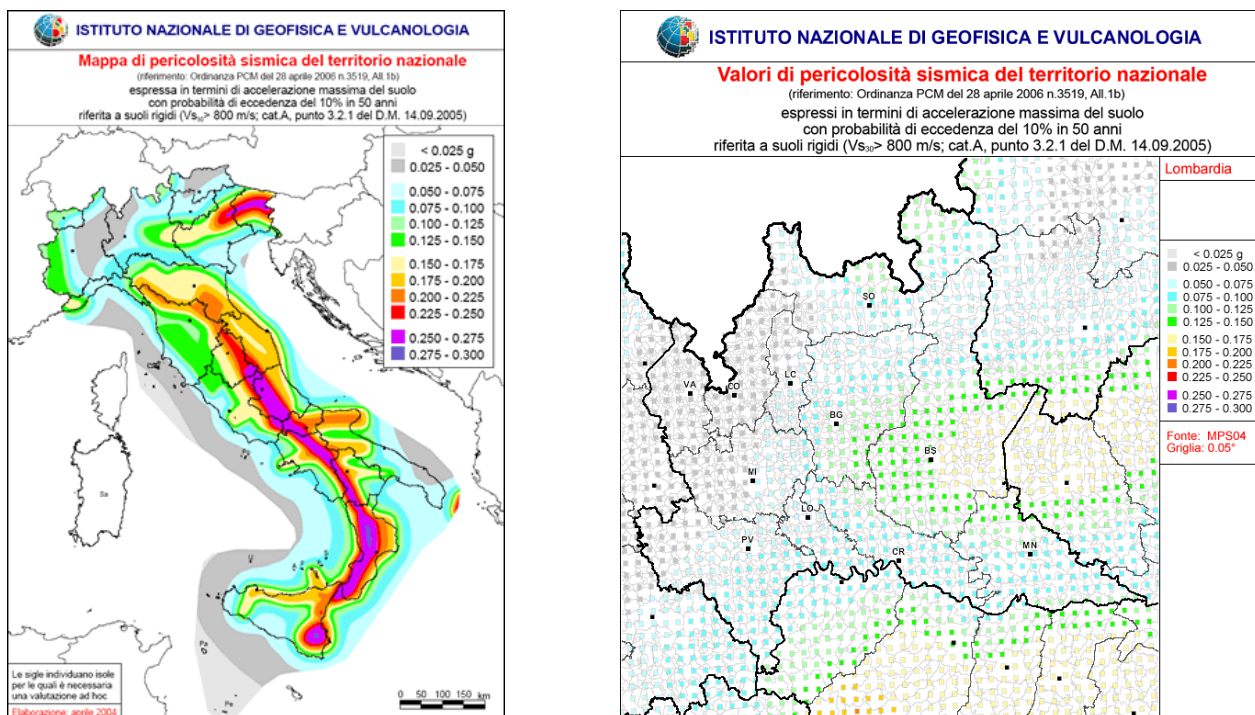 ISTITUTO NAZIONALE DI GEOFISICA E VULCANOLOGIA
Mappa di pericolosità sismica del territorio nazionale
(riferimento: Ordinanza PCM del 28 aprile 2006 n.3519, All.1b)
espressa in termini di accelerazione massima del suolo
con probabilità di eccedenza del 10% in 50 anni
riferita a suoli rigidi (Vs₃₀> 800 m/s; cat.A, punto 3.2.1 del D.M. 14.09.2005)
< 0.025 g
0.025 - 0.050
0.050 - 0.075
0.075 - 0.100
0.100 - 0.125
0.125 - 0.150
0.150 - 0.175
0.175 - 0.200
0.200 - 0.225
0.225 - 0.250
0.250 - 0.275
0.275 - 0.300
Sa
U
Pa
Pe
Le sigle individuano isole
per le quali è necessaria
una valutazione ad hoc
Elaborazione: aprile 2004
0 50 100 150 km
ISTITUTO NAZIONALE DI GEOFISICA E VULCANOLOGIA
Valori di pericolosità sismica del territorio nazionale
(riferimento: Ordinanza PCM del 28 aprile 2006 n.3519, All.1b)
espressi in termini di accelerazione massima del suolo
con probabilità di eccedenza del 10% in 50 anni
riferita a suoli rigidi (Vs₃₀> 800 m/s; cat.A, punto 3.2.1 del D.M. 14.09.2005)
Lombardia
< 0.025 g
0.025 - 0.050
0.050 - 0.075
0.075 - 0.100
0.100 - 0.125
0.125 - 0.150
0.150 - 0.175
0.175 - 0.200
0.200 - 0.225
0.225 - 0.250
0.250 - 0.275
0.275 - 0.300
Fonte: MPS04
Griglia: 0.05°
SO
LC
VA
CO
BG
BS
MI
LO
PV
CR
MN